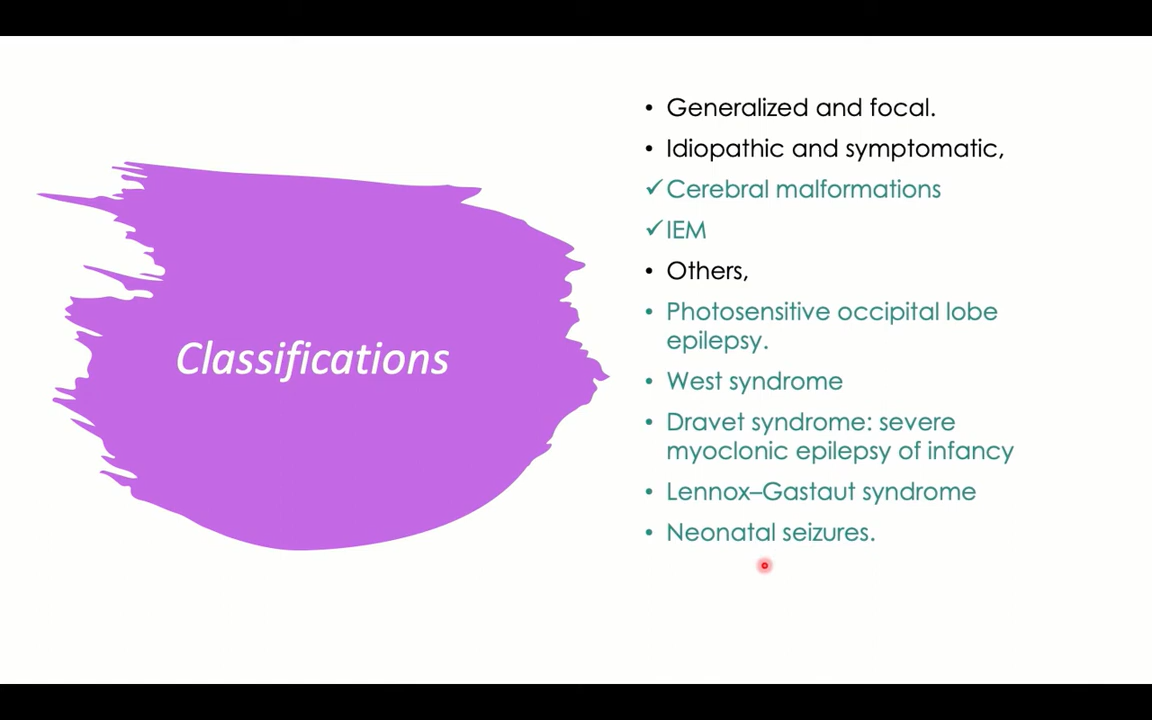 Classifications
• Generalized and focal.
• Idiopathic and symptomatic,
✓Cerebral malformations
✓IEM
• Others,
• Photosensitive occipital lobe
epilepsy.
• West syndrome
• Dravet syndrome: severe
myoclonic epilepsy of infancy
• Lennox–Gastaut syndrome
• Neonatal seizures.